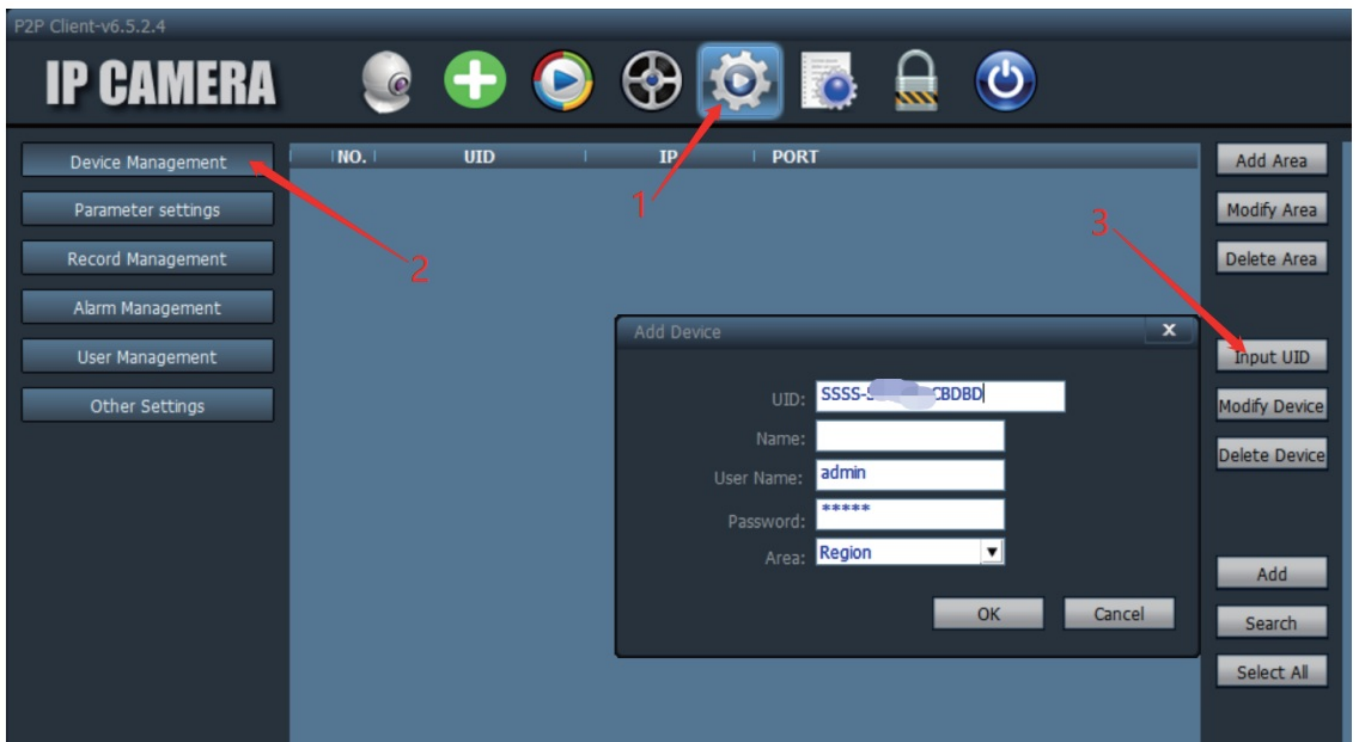 P2P Client-v6.5.2.4
IP CAMERA
1
2
3
Device Management
Parameter settings
Record Management
Alarm Management
User Management
Other Settings
NO. UID IP PORT
Add Area
Modify Area
Delete Area
Input UID
Modify Device
Delete Device
Add
Search
Select All
Add Device
x
UID: SSSS- CBDBD
Name:
User Name: admin
Password: *****
Area: Region
OK Cancel